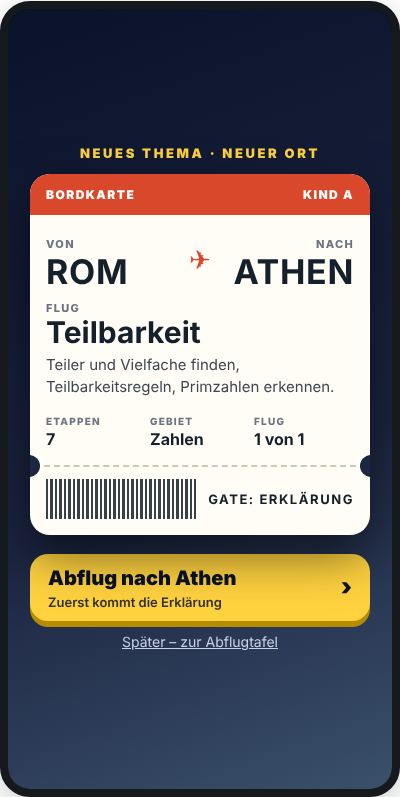 NEUES THEMA · NEUER ORT
BORDKARTE KIND A
VON NACH
ROM ✈ ATHEN
FLUG
Teilbarkeit
Teiler und Vielfache finden,
Teilbarkeitsregeln, Primzahlen erkennen.
ETAPPEN GEBIET FLUG
7 Zahlen 1 von 1
GATE: ERKLÄRUNG
Abflug nach Athen ›
Zuerst kommt die Erklärung
Später – zur Abflugtafel